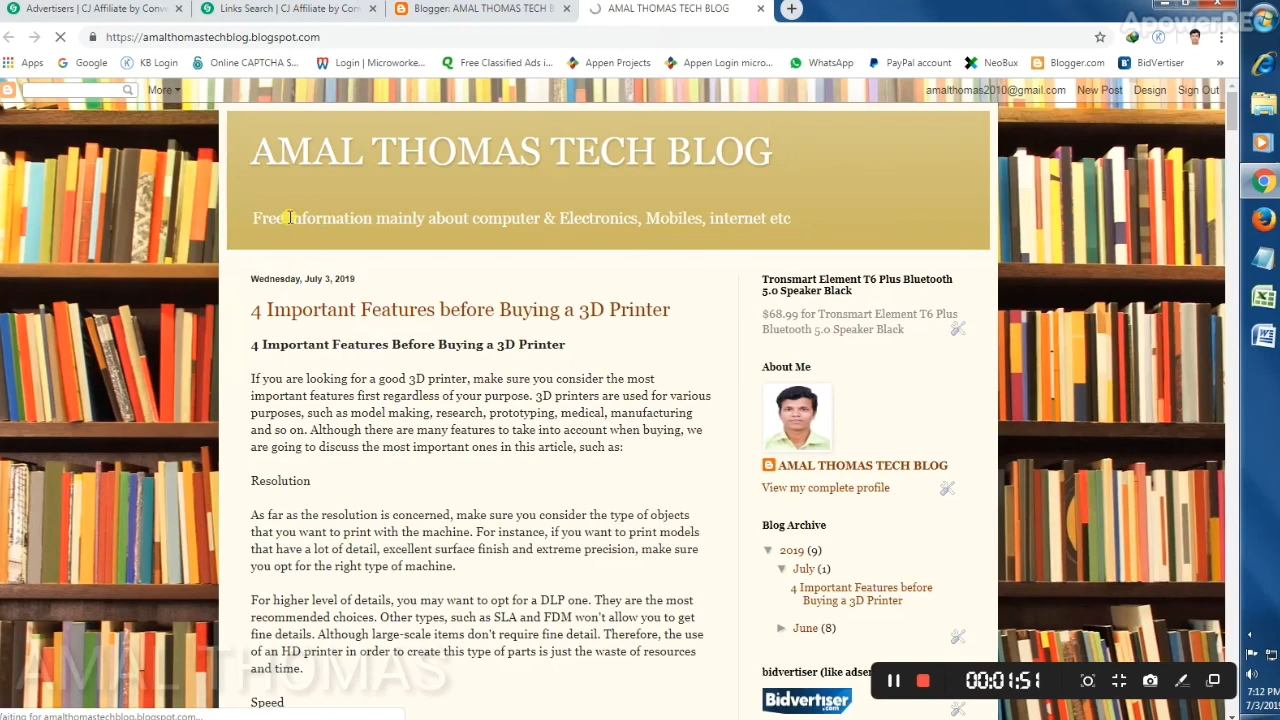 Advertisers | CJ Affiliate by Conver
Links Search | CJ Affiliate by Conve
Blogger: AMAL THOMAS TECH B
AMAL THOMAS TECH BLOG
ApowerREC
https://amalthomastechblog.blogspot.com
Apps
Google
KB Login
Online CAPTCHA S...
Login | Microworke...
Free Classified Ads i...
Appen Projects
Appen Login micro...
WhatsApp
PayPal account
NeoBux
Blogger.com
BidVertiser
»
More
amalthomas2010@gmail.com
New Post
Design
Sign Out
AMAL THOMAS TECH BLOG
Free information mainly about computer & Electronics, Mobiles, internet etc
Wednesday, July 3, 2019
4 Important Features before Buying a 3D Printer
4 Important Features Before Buying a 3D Printer
If you are looking for a good 3D printer, make sure you consider the most
important features first regardless of your purpose. 3D printers are used for various
purposes, such as model making, research, prototyping, medical, manufacturing
and so on. Although there are many features to take into account when buying, we
are going to discuss the most important ones in this article, such as:
Resolution
As far as the resolution is concerned, make sure you consider the type of objects
that you want to print with the machine. For instance, if you want to print models
that have a lot of detail, excellent surface finish and extreme precision, make sure
you opt for the right type of machine.
For higher level of details, you may want to opt for a DLP one. They are the most
recommended choices. Other types, such as SLA and FDM won't allow you to get
fine details. Although large-scale items don't require fine detail. Therefore, the use
of an HD printer in order to create this type of parts is just the waste of resources
and time.
Speed
Tronsmart Element T6 Plus Bluetooth
5.0 Speaker Black
$68.99 for Tronsmart Element T6 Plus
Bluetooth 5.0 Speaker Black
About Me
AMAL THOMAS TECH BLOG
View my complete profile
Blog Archive
▼ 2019 (9)
▼ July (1)
4 Important Features before
Buying a 3D Printer
► June (8)
bidvertiser (like adsen
Bidvertiser
.com
00:01:51
AMAL THOMAS
Waiting for amalthomastechblog.blogspot.com...
7:12 PM
7/3/20